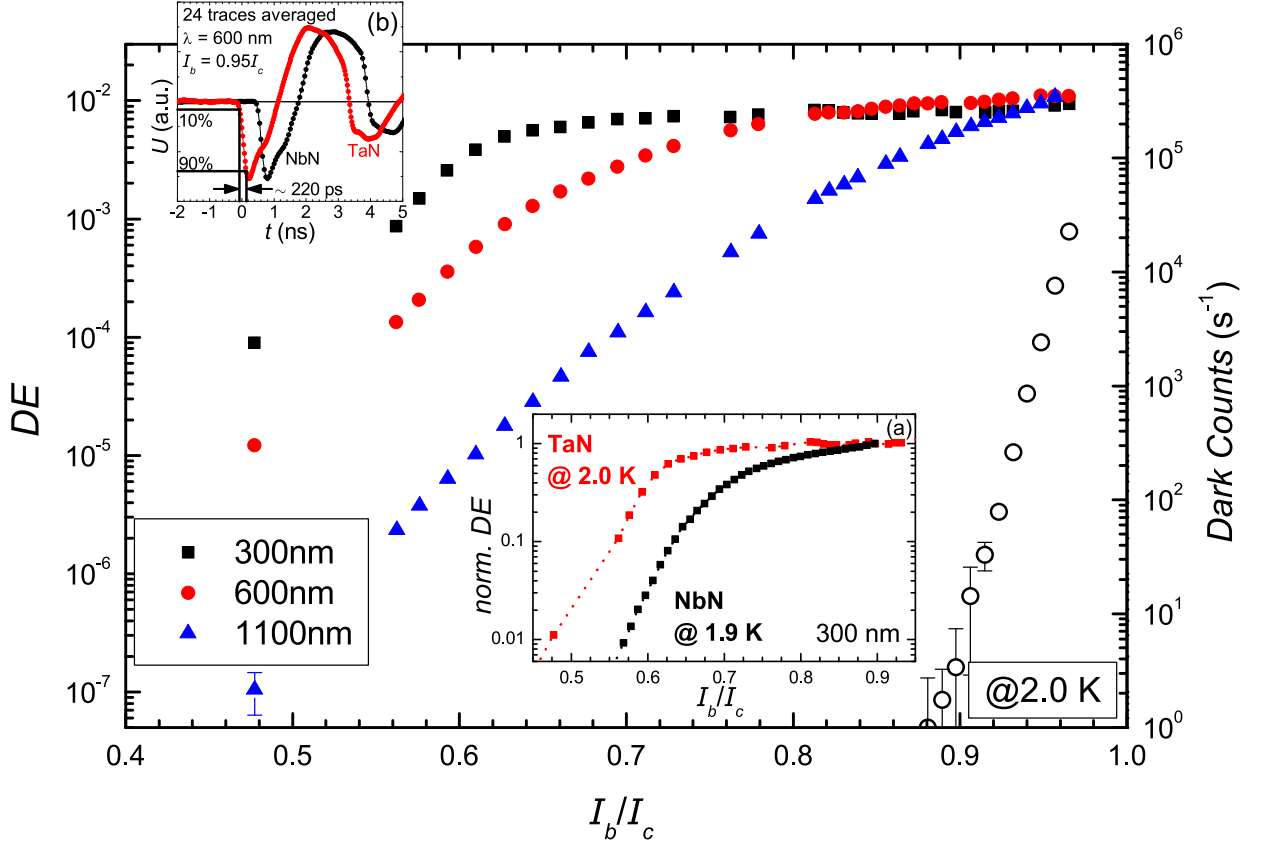 24 traces averaged
(b)
λ = 600 nm
I_b = 0.95I_c
U (a.u.)
10%
90%
NbN
TaN
~ 220 ps
-2 -1 0 1 2 3 4 5
t (ns)
DE
10^-2
10^-3
10^-4
10^-5
10^-6
10^-7
Dark Counts (s^-1)
10^6
10^5
10^4
10^3
10^2
10^1
10^0
(a)
TaN
@ 2.0 K
norm. DE
1
0.1
0.01
NbN
@ 1.9 K
300 nm
0.5 0.6 0.7 0.8 0.9
I_b/I_c
300nm
600nm
1100nm
@2.0 K
0.4 0.5 0.6 0.7 0.8 0.9 1.0
I_b/I_c